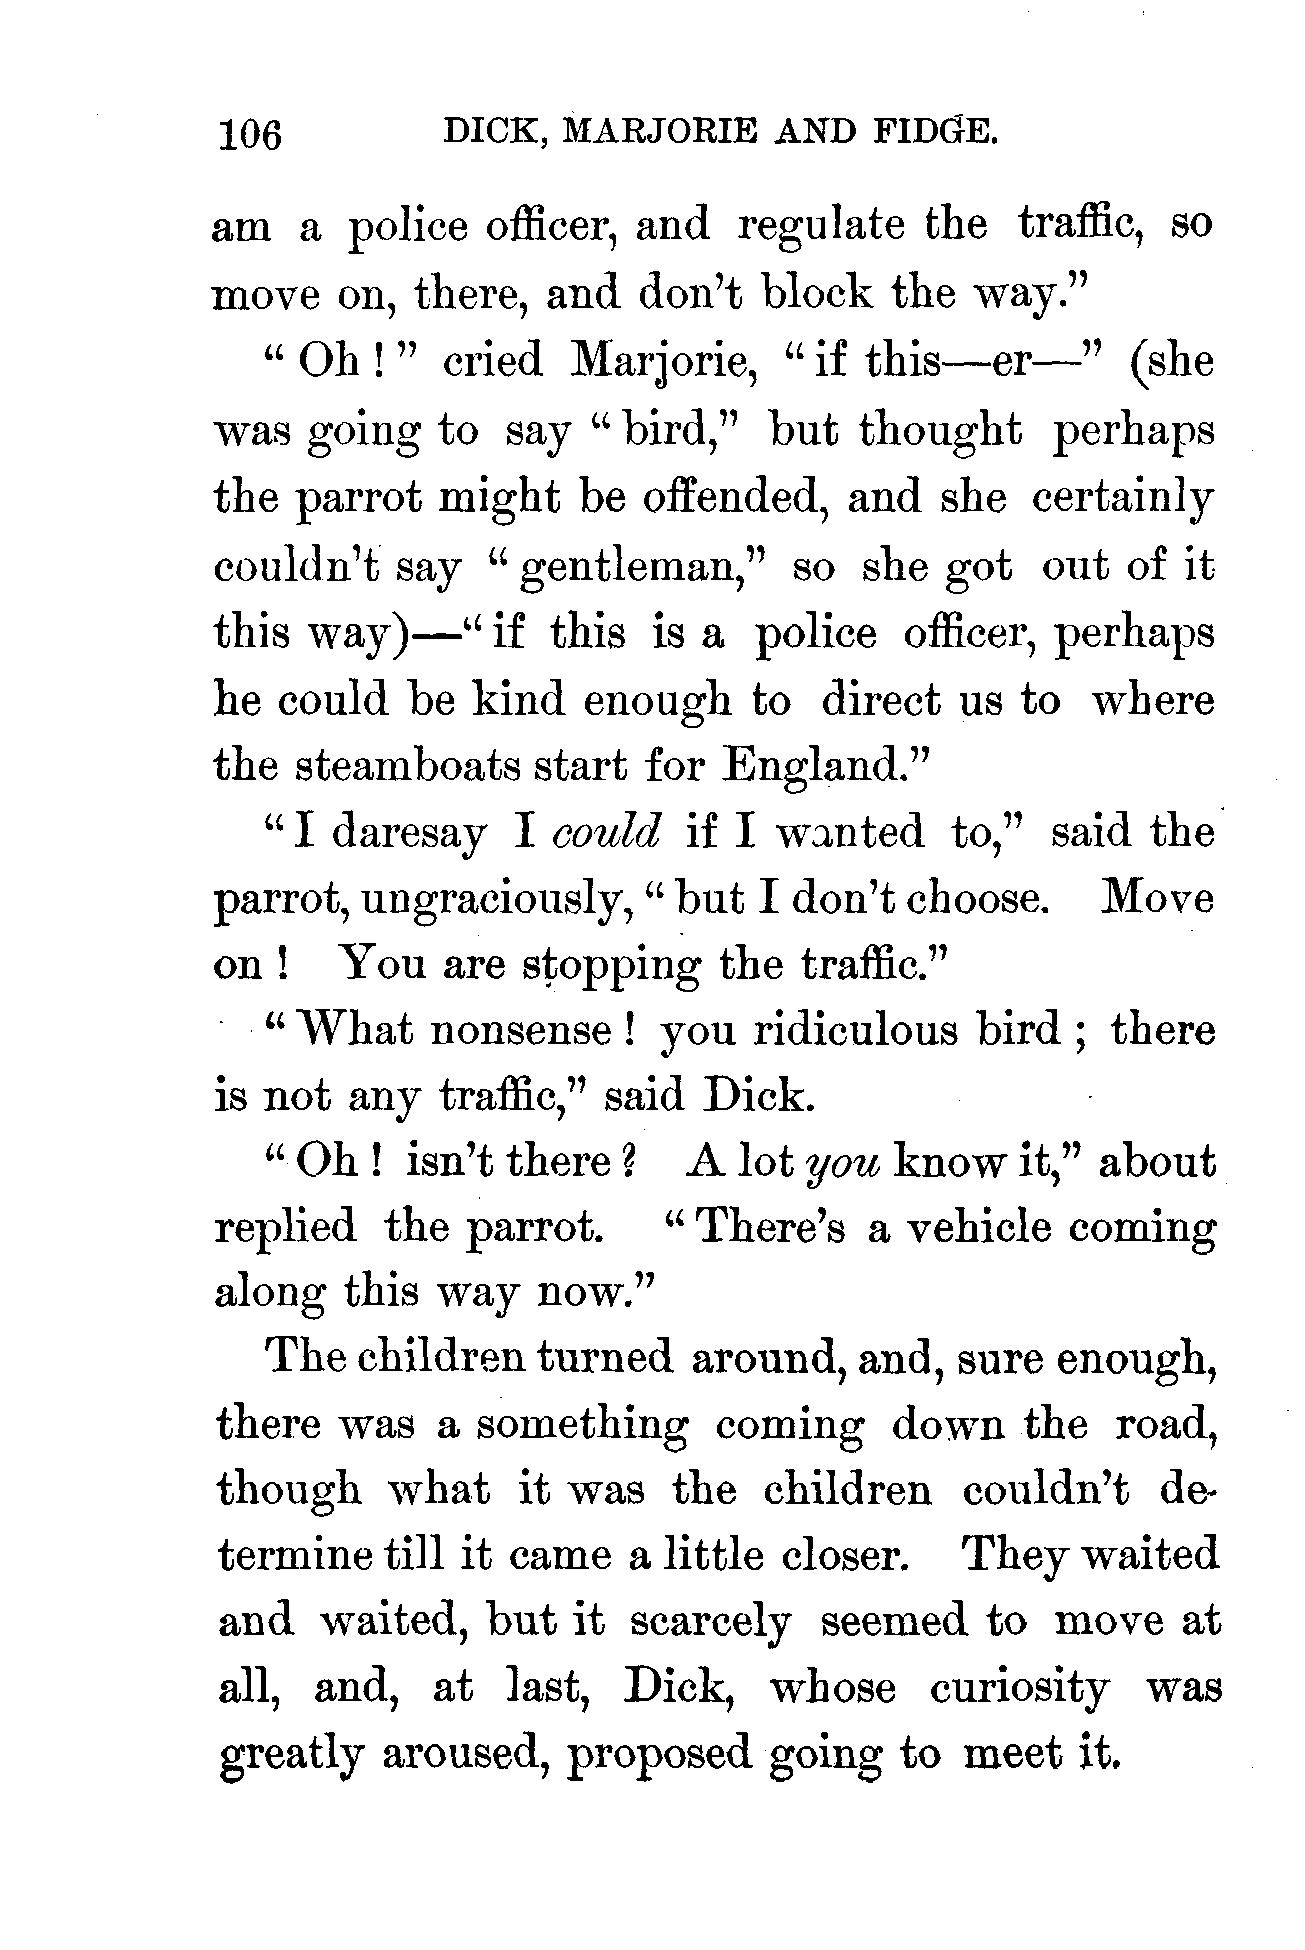 106 DICK, MARJORIE AND FIDGE.
am a police officer, and regulate the traffic, so
move on, there, and don't block the way."
" Oh ! " cried Marjorie, " if this—er—" (she
was going to say " bird," but thought perhaps
the parrot might be offended, and she certainly
couldn't say " gentleman," so she got out of it
this way)—" if this is a police officer, perhaps
he could be kind enough to direct us to where
the steamboats start for England."
" I daresay I could if I wanted to," said the
parrot, ungraciously, " but I don't choose. Move
on ! You are stopping the traffic."
" What nonsense ! you ridiculous bird ; there
is not any traffic," said Dick.
" Oh ! isn't there ? A lot you know it," about
replied the parrot. " There's a vehicle coming
along this way now."
The children turned around, and, sure enough,
there was a something coming down the road,
though what it was the children couldn't de-
termine till it came a little closer. They waited
and waited, but it scarcely seemed to move at
all, and, at last, Dick, whose curiosity was
greatly aroused, proposed going to meet it.